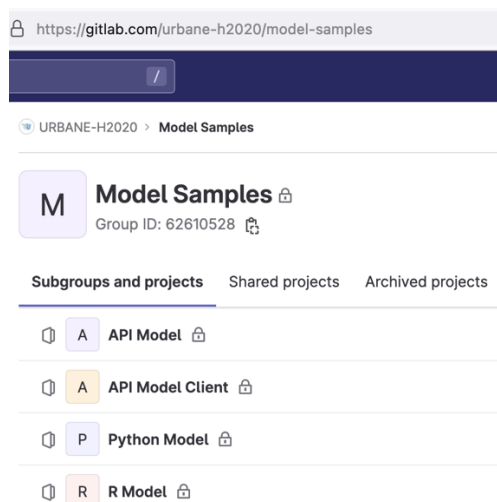 https://gitlab.com/urbane-h2020/model-samples
/
URBANE-H2020 > Model Samples
M
Model Samples
Group ID: 62610528
Subgroups and projects Shared projects Archived projects
A API Model
A API Model Client
P Python Model
R R Model